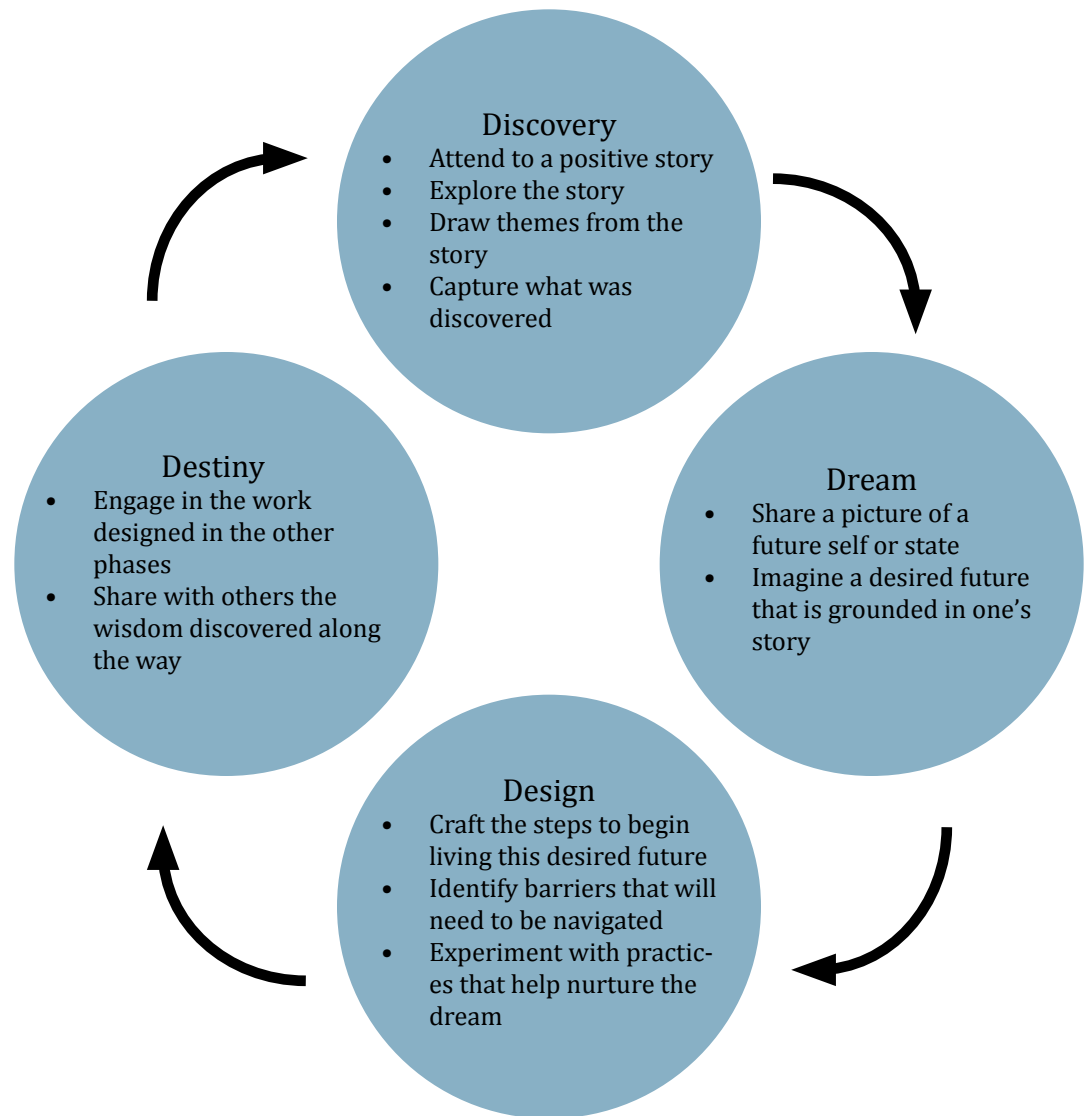 Discovery
• Attend to a positive story
• Explore the story
• Draw themes from the
story
• Capture what was
discovered
Dream
• Share a picture of a
future self or state
• Imagine a desired future
that is grounded in one’s
story
Design
• Craft the steps to begin
living this desired future
• Identify barriers that will
need to be navigated
• Experiment with practic-
es that help nurture the
dream
Destiny
• Engage in the work
designed in the other
phases
• Share with others the
wisdom discovered along
the way